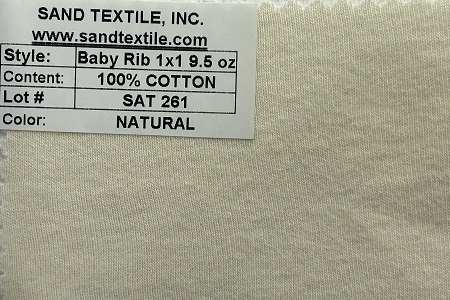 SAND TEXTILE, INC.
www.sandtextile.com
Style: Baby Rib 1x1 9.5 oz
Content: 100% COTTON
Lot # SAT 261
Color: NATURAL